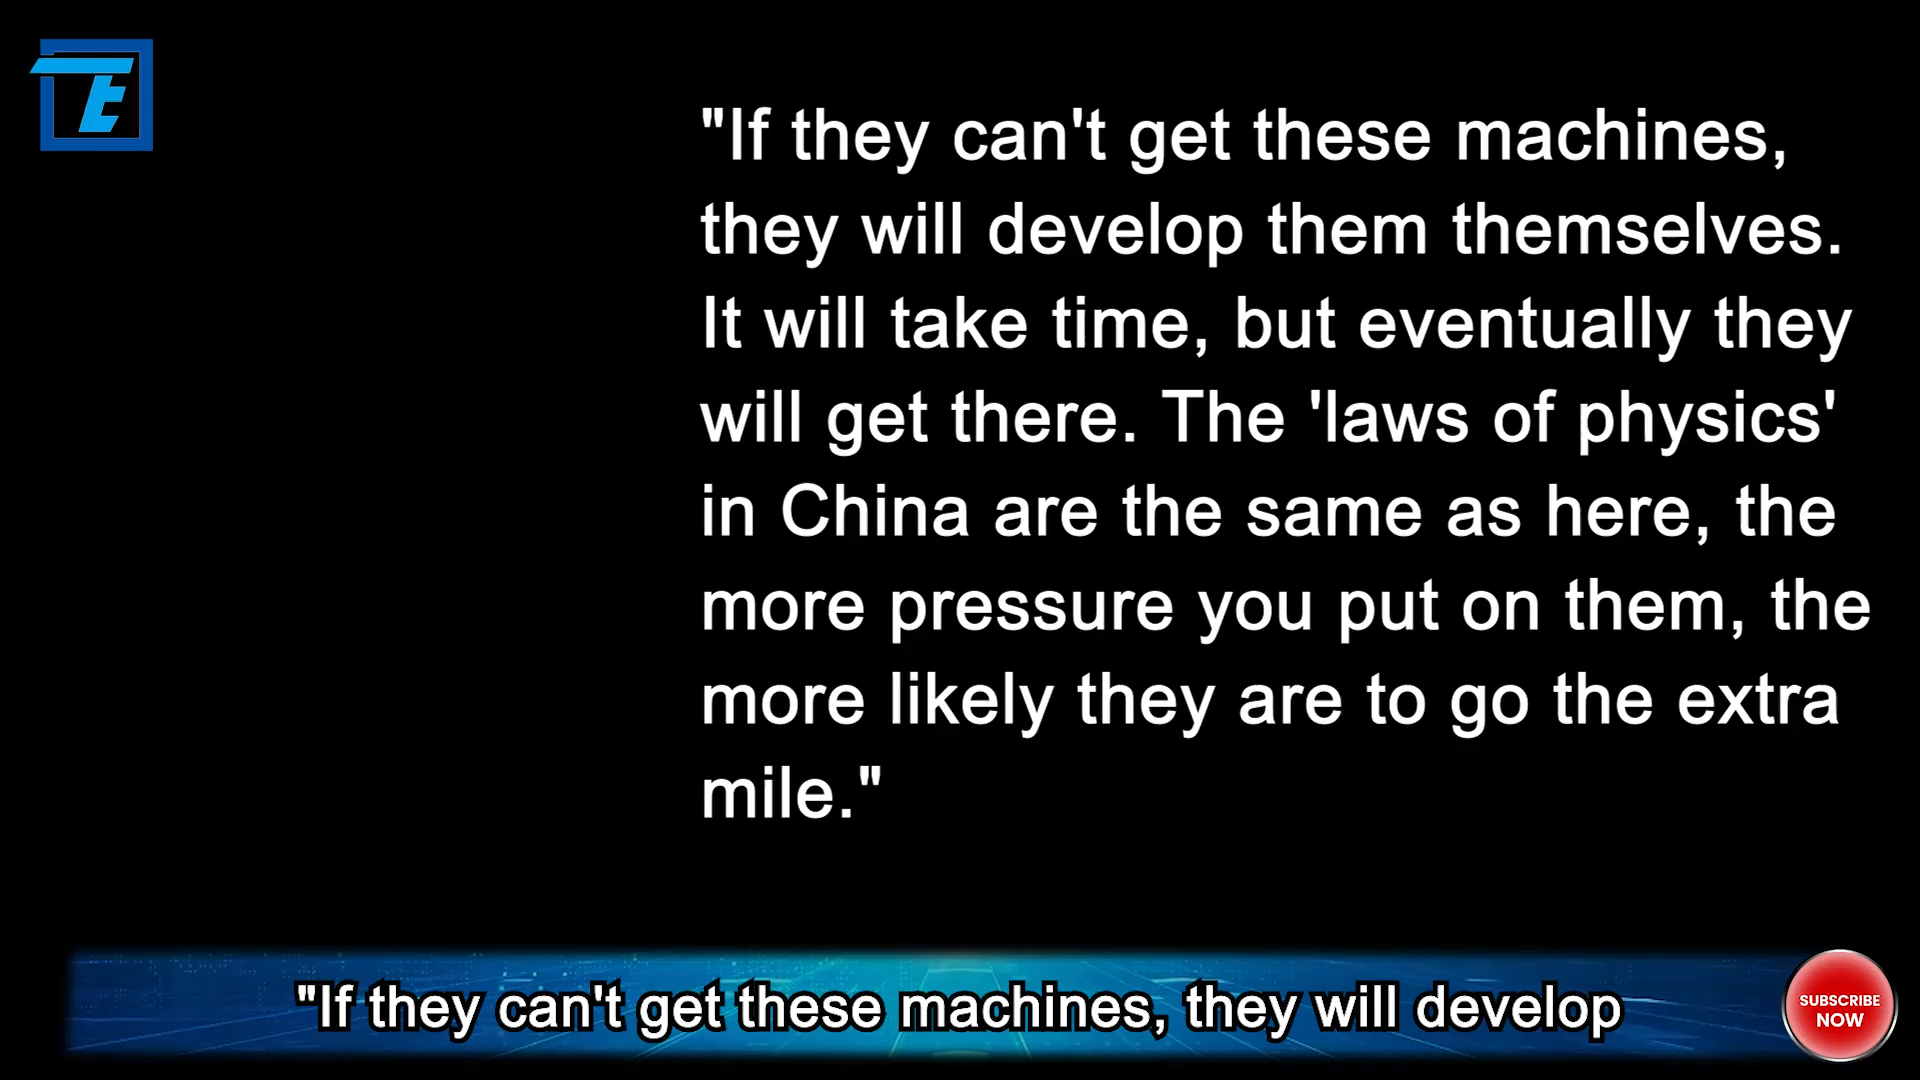 TE
"If they can't get these machines,
they will develop them themselves.
It will take time, but eventually they
will get there. The 'laws of physics'
in China are the same as here, the
more pressure you put on them, the
more likely they are to go the extra
mile."
"If they can't get these machines, they will develop
SUBSCRIBE
NOW